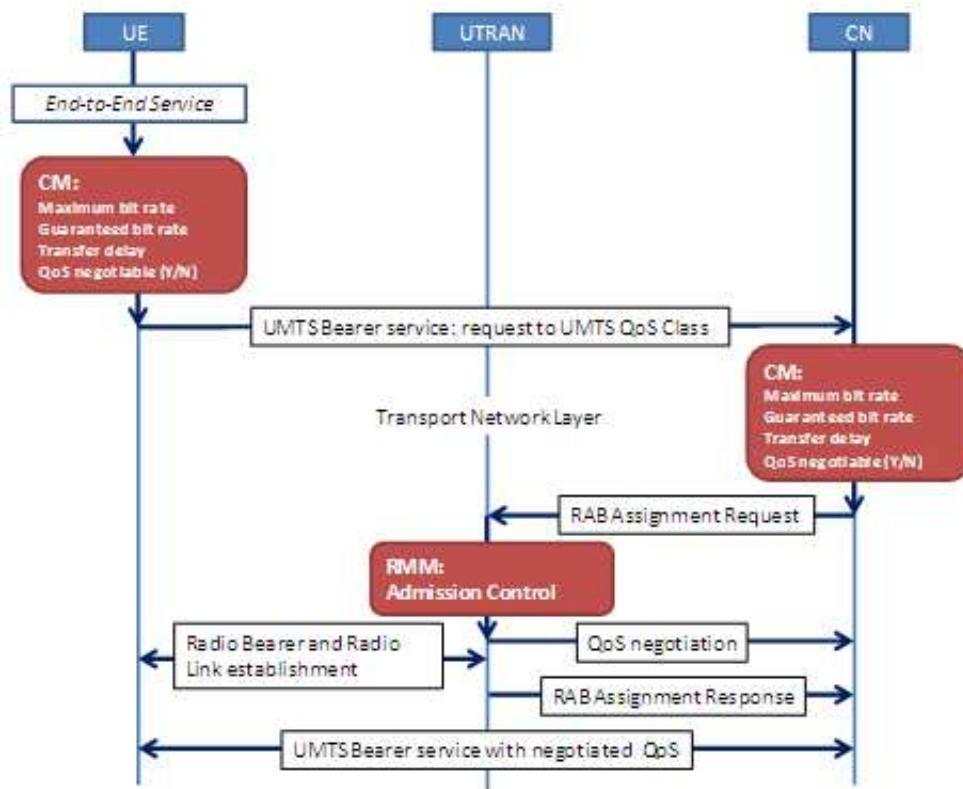 UE
UTRAN
CN
End-to-End Service
CM:
Maximum bit rate
Guaranteed bit rate
Transfer delay
QoS negotiable (Y/N)
UMTS Bearer service: request to UMTS QoS Class
CM:
Maximum bit rate
Guaranteed bit rate
Transfer delay
QoS negotiable (Y/N)
Transport Network Layer
RAB Assignment Request
RMM:
Admission Control
Radio Bearer and Radio
Link establishment
QoS negotiation
RAB Assignment Response
UMTS Bearer service with negotiated QoS